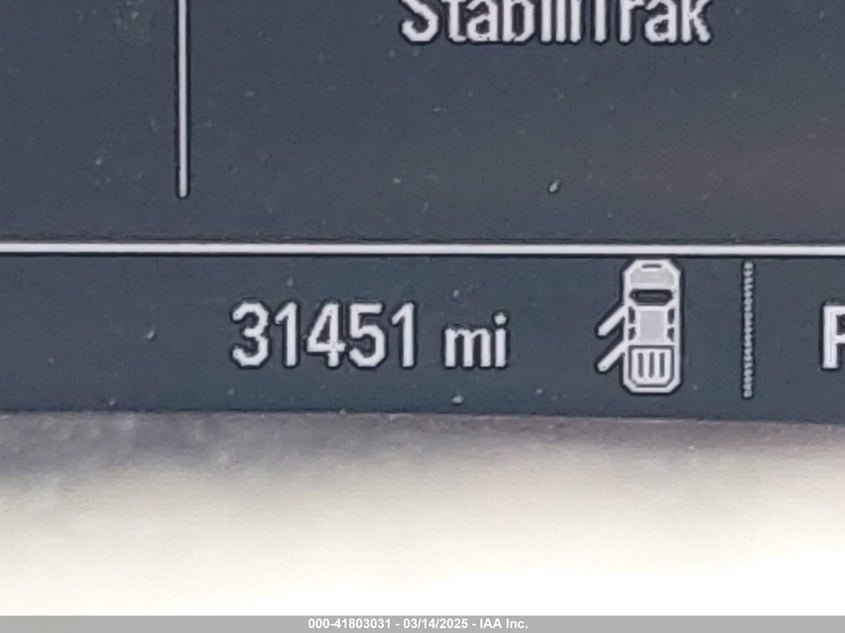 StabiliTrak
31451 mi
P
000-41803031 - 03/14/2025 - IAA Inc.